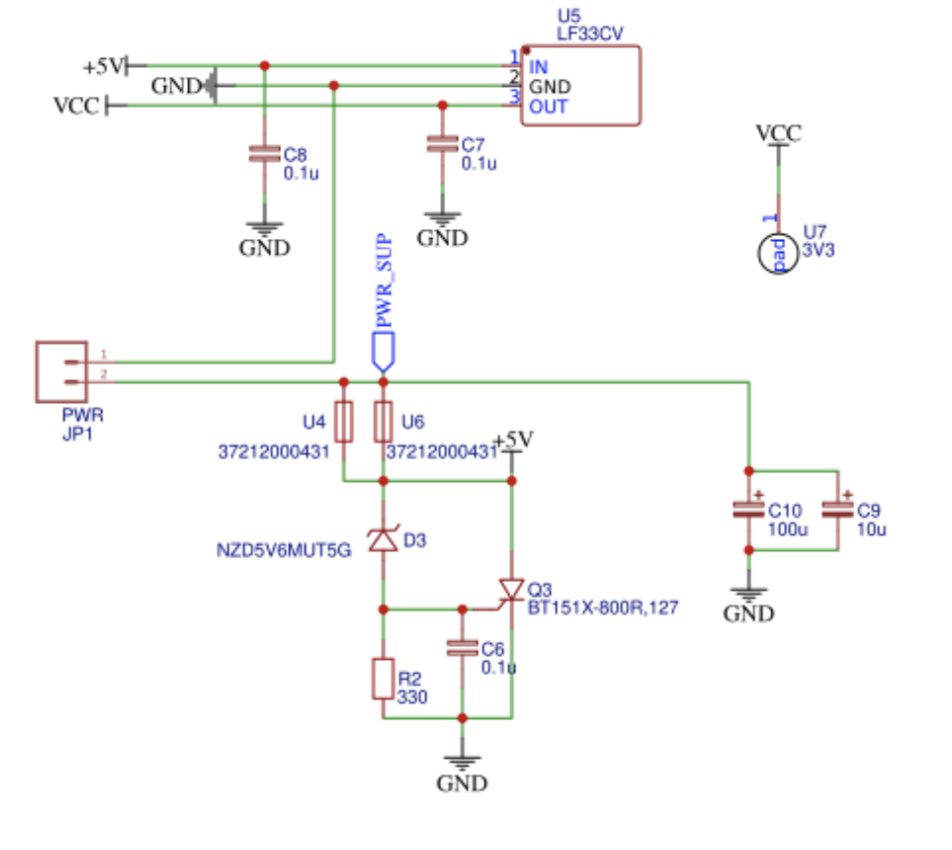 U5
LF33CV
+5V
1
IN
GND
2
GND
VCC
3
OUT
C8
0.1u
C7
0.1u
GND
GND
VCC
1
pad
U7
3V3
PWR_SUP
1
2
PWR
JP1
U4
37212000431
U6
37212000431
+5V
NZD5V6MUT5G
D3
Q3
BT151X-800R,127
C10
100u
C9
10u
GND
C6
0.1u
R2
330
GND